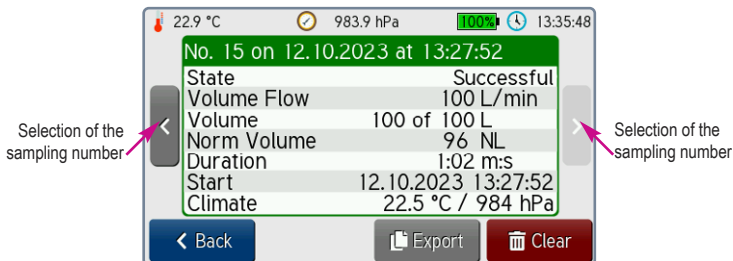 22.9 °C 983.9 hPa 100% 13:35:48
No. 15 on 12.10.2023 at 13:27:52
State Successful
Volume Flow 100 L/min
Volume 100 of 100 L
Norm Volume 96 NL
Duration 1:02 m:s
Start 12.10.2023 13:27:52
Climate 22.5 °C / 984 hPa
Selection of the
sampling number
Selection of the
sampling number
Back Export Clear